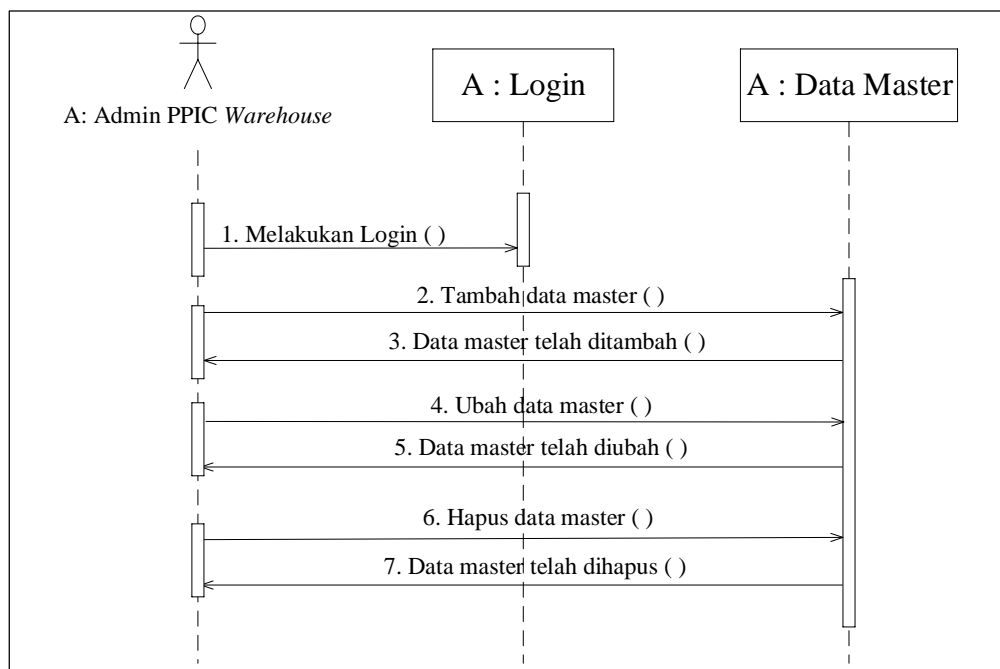 A: Admin PPIC Warehouse
A : Login
A : Data Master
1. Melakukan Login ( )
2. Tambah data master ( )
3. Data master telah ditambah ( )
4. Ubah data master ( )
5. Data master telah diubah ( )
6. Hapus data master ( )
7. Data master telah dihapus ( )